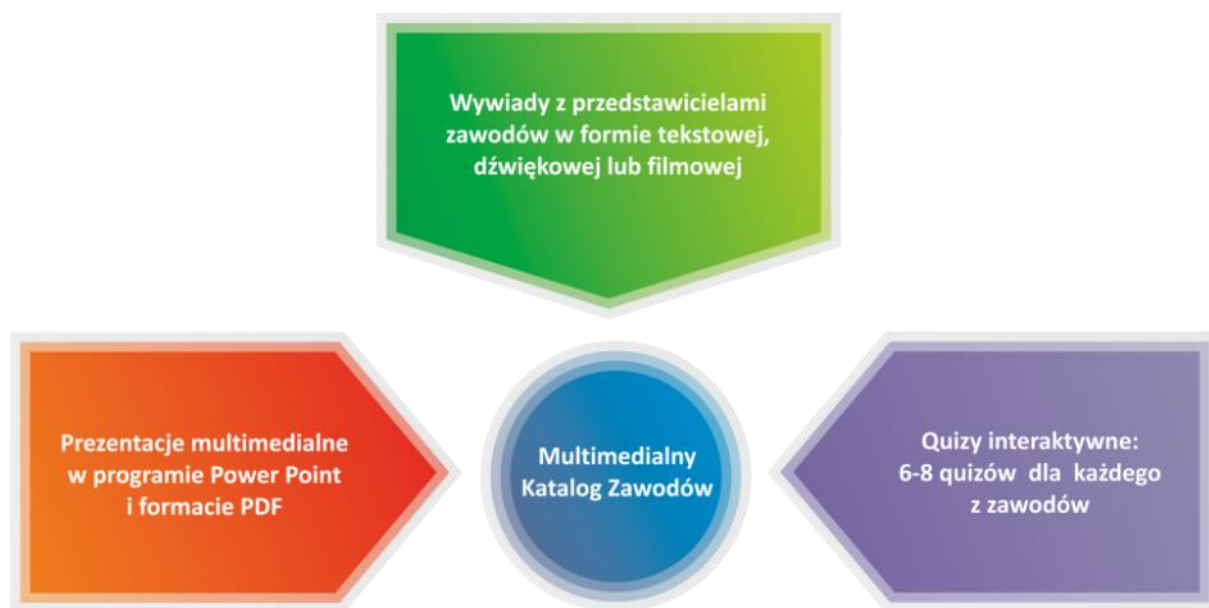 Wywiady z przedstawicielami
zawodów w formie tekstowej,
dźwiękowej lub filmowej
Prezentacje multimedialne
w programie Power Point
i formacie PDF
Multimedialny
Katalog Zawodów
Quizy interaktywne:
6-8 quizów dla każdego
z zawodów